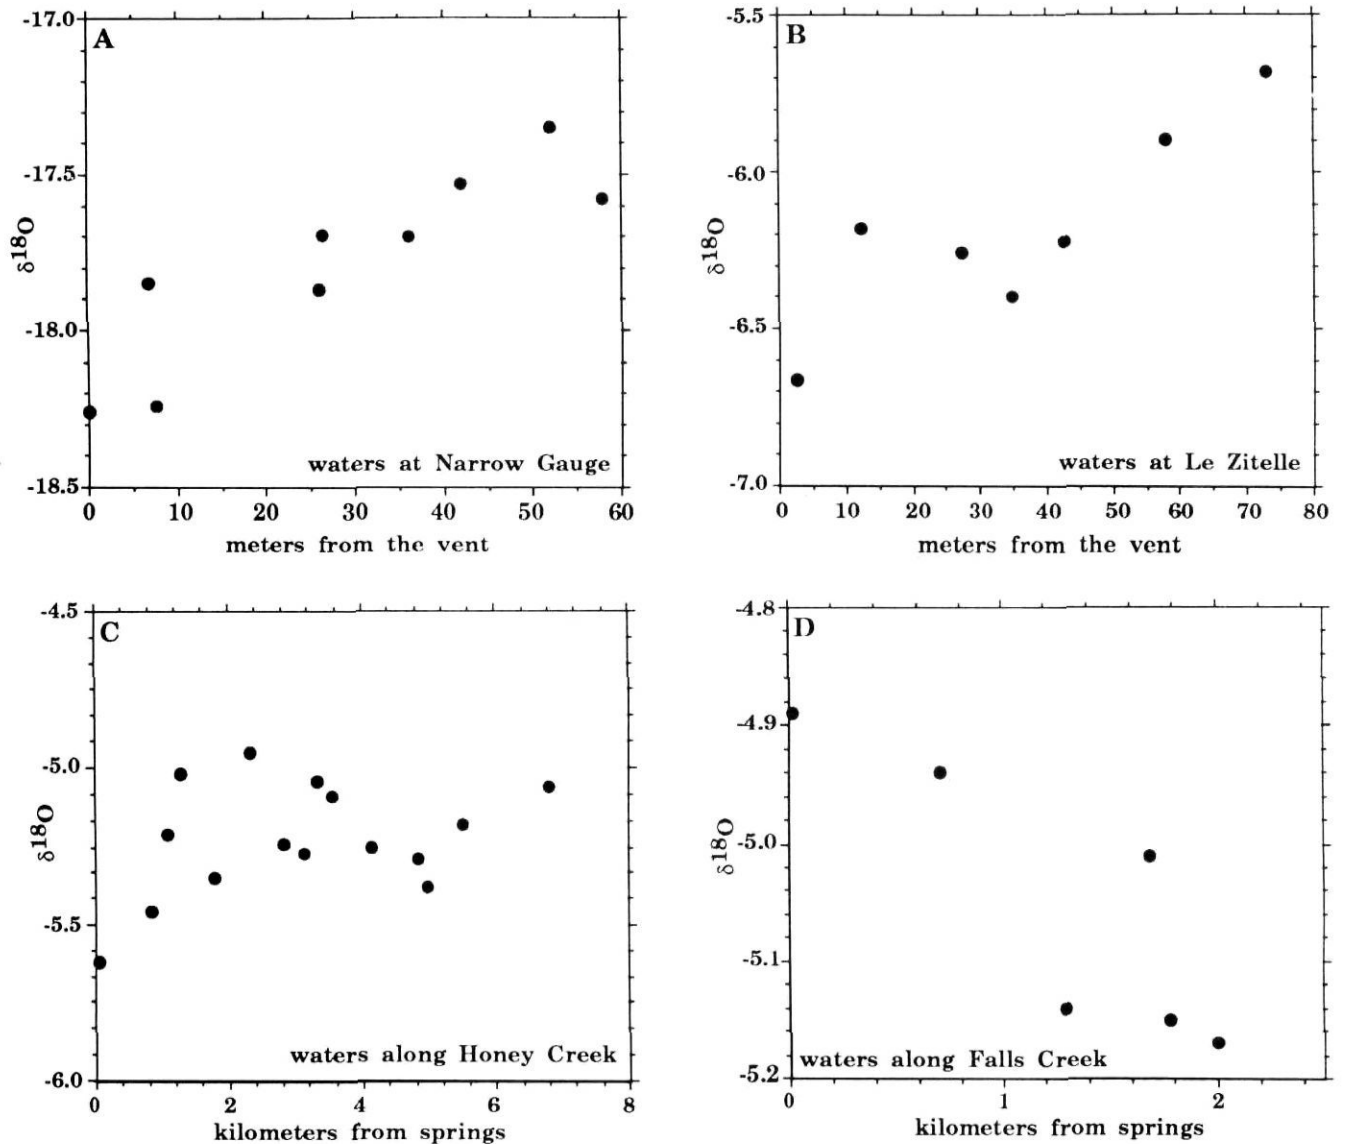 A
-17.0
-17.5
-18.0
-18.5
δ18O
waters at Narrow Gauge
0 10 20 30 40 50 60
meters from the vent
B
-5.5
-6.0
-6.5
-7.0
δ18O
waters at Le Zitelle
0 10 20 30 40 50 60 70 80
meters from the vent
C
-4.5
-5.0
-5.5
-6.0
δ18O
waters along Honey Creek
0 2 4 6 8
kilometers from springs
D
-4.8
-4.9
-5.0
-5.1
-5.2
δ18O
waters along Falls Creek
0 1 2
kilometers from springs